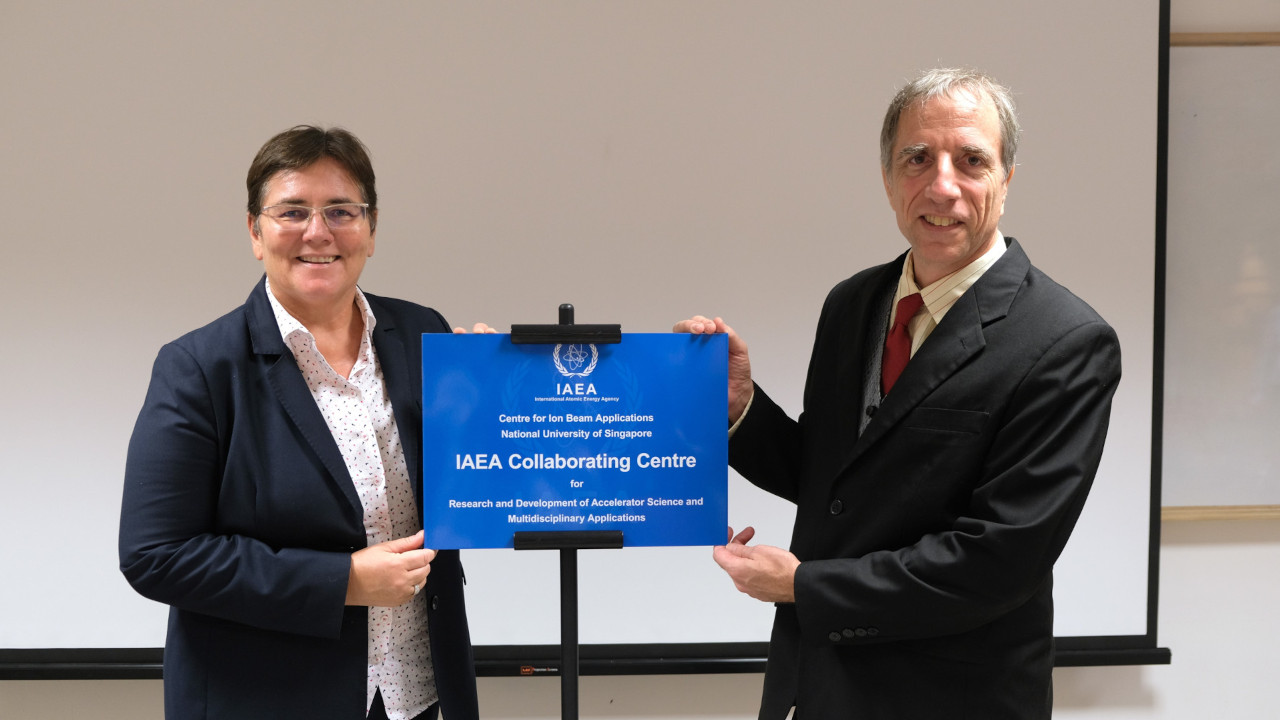 IAEA
International Atomic Energy Agency
Centre for Ion Beam Applications
National University of Singapore
IAEA Collaborating Centre
for
Research and Development of Accelerator Science and
Multidisciplinary Applications